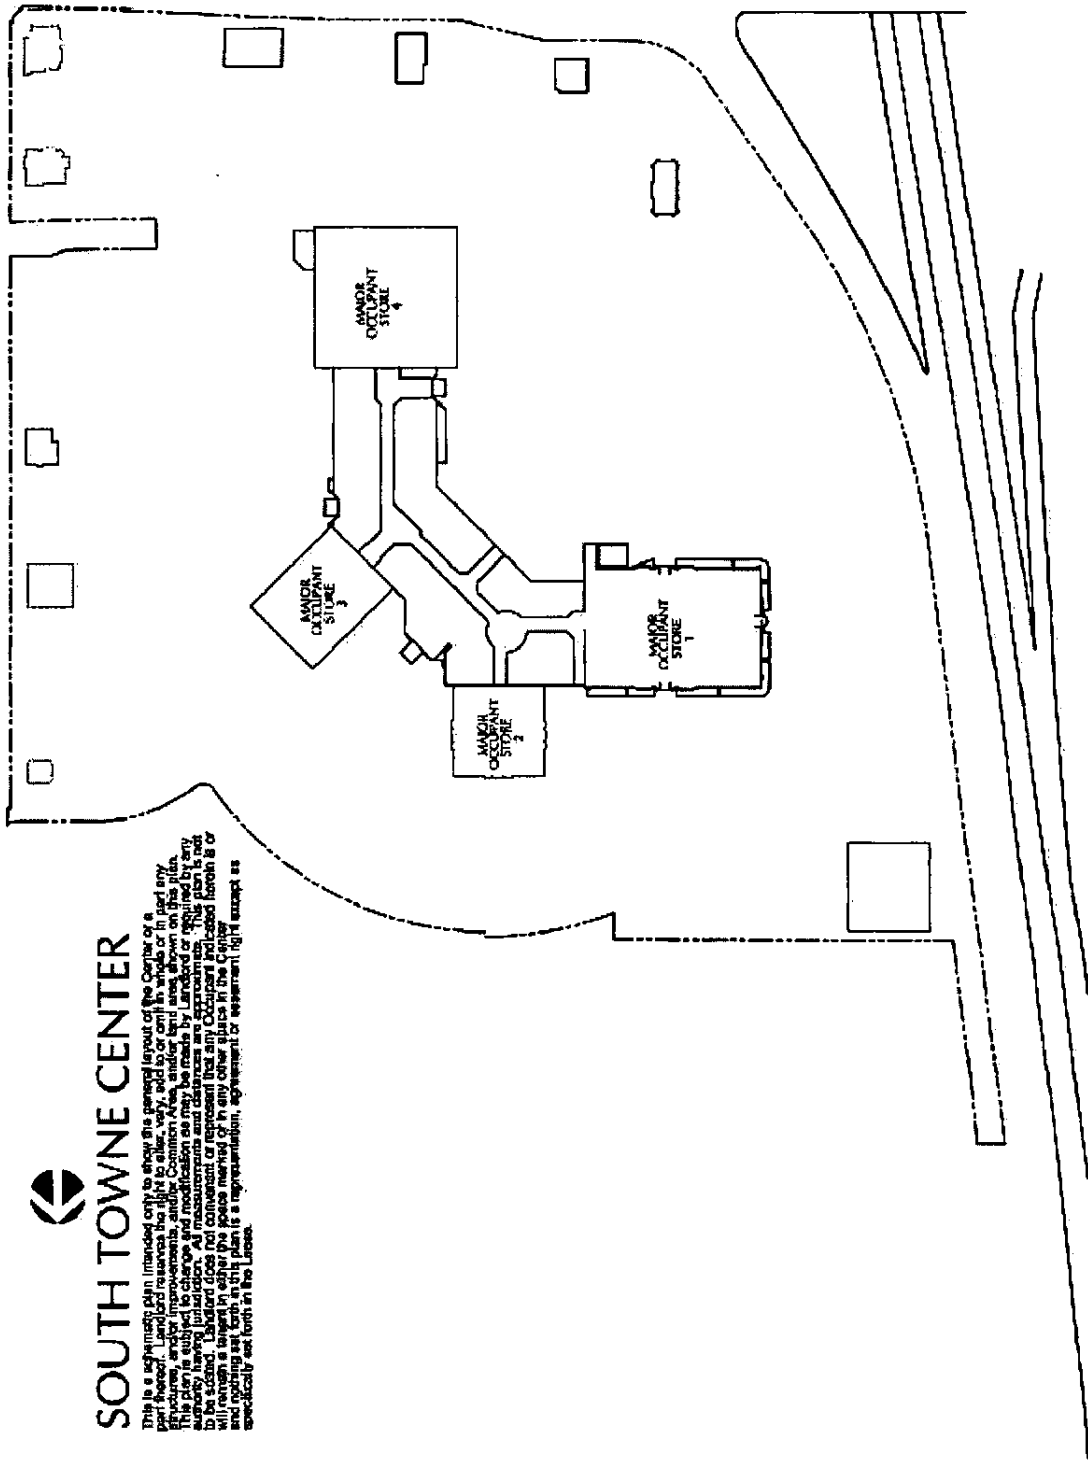 SOUTH TOWNE CENTER
This is a schematic plan intended only to show the general layout of the Center or a
part thereof. Landlord reserves the right to alter, vary, add to or omit in whole or in part any
structures, and/or improvements, and/or Common Area, and/or land area shown on this plan.
This plan is subject to change and modification as may be made by Landlord or required by any
authority having jurisdiction. All measurements and distances are approximate. This plan is not
to be scaled. Landlord does not convenant or represent that any Occupant indicated herein is or
will remain a tenant in either the space marked or in any other space in the Center
and nothing set forth in this plan is a representation, agreement or easement right except as
specifically set forth in the Lease.
MAJOR
OCCUPANT
STORE
4
MAJOR
OCCUPANT
STORE
3
MAJOR
OCCUPANT
STORE
2
MAJOR
OCCUPANT
STORE
1